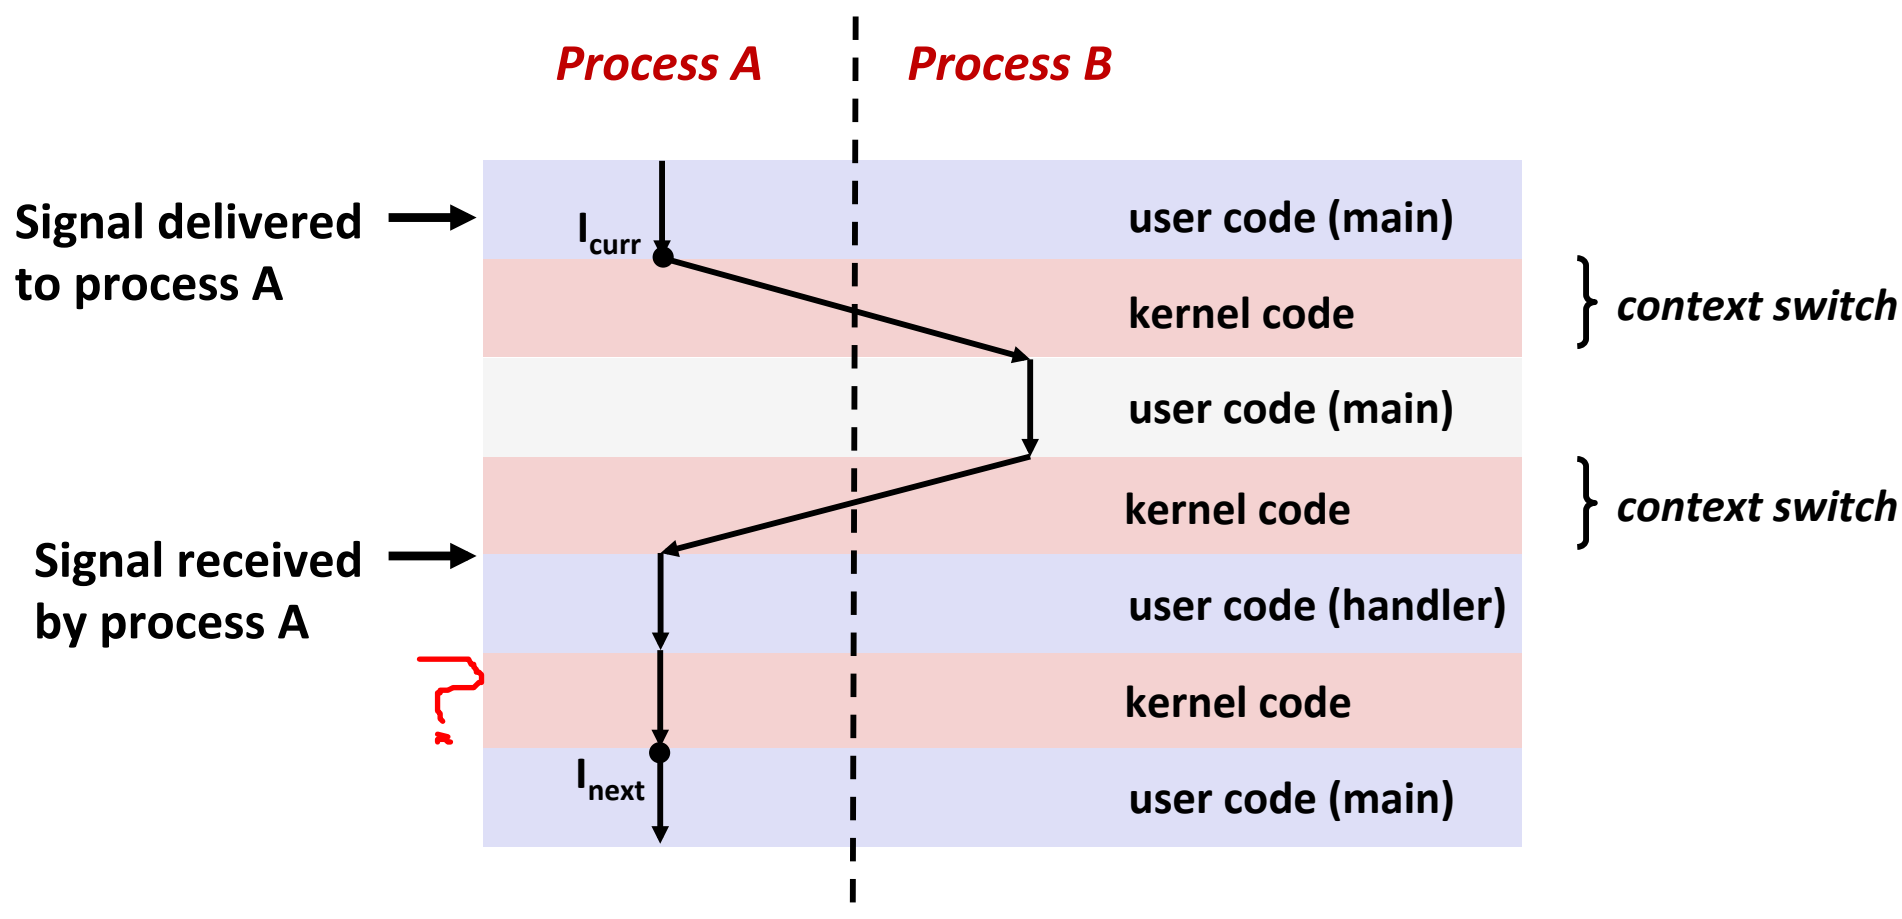 Process A
Process B
Signal delivered
to process A
Icurr
user code (main)
kernel code
context switch
user code (main)
kernel code
context switch
Signal received
by process A
user code (handler)
?
kernel code
Inext
user code (main)